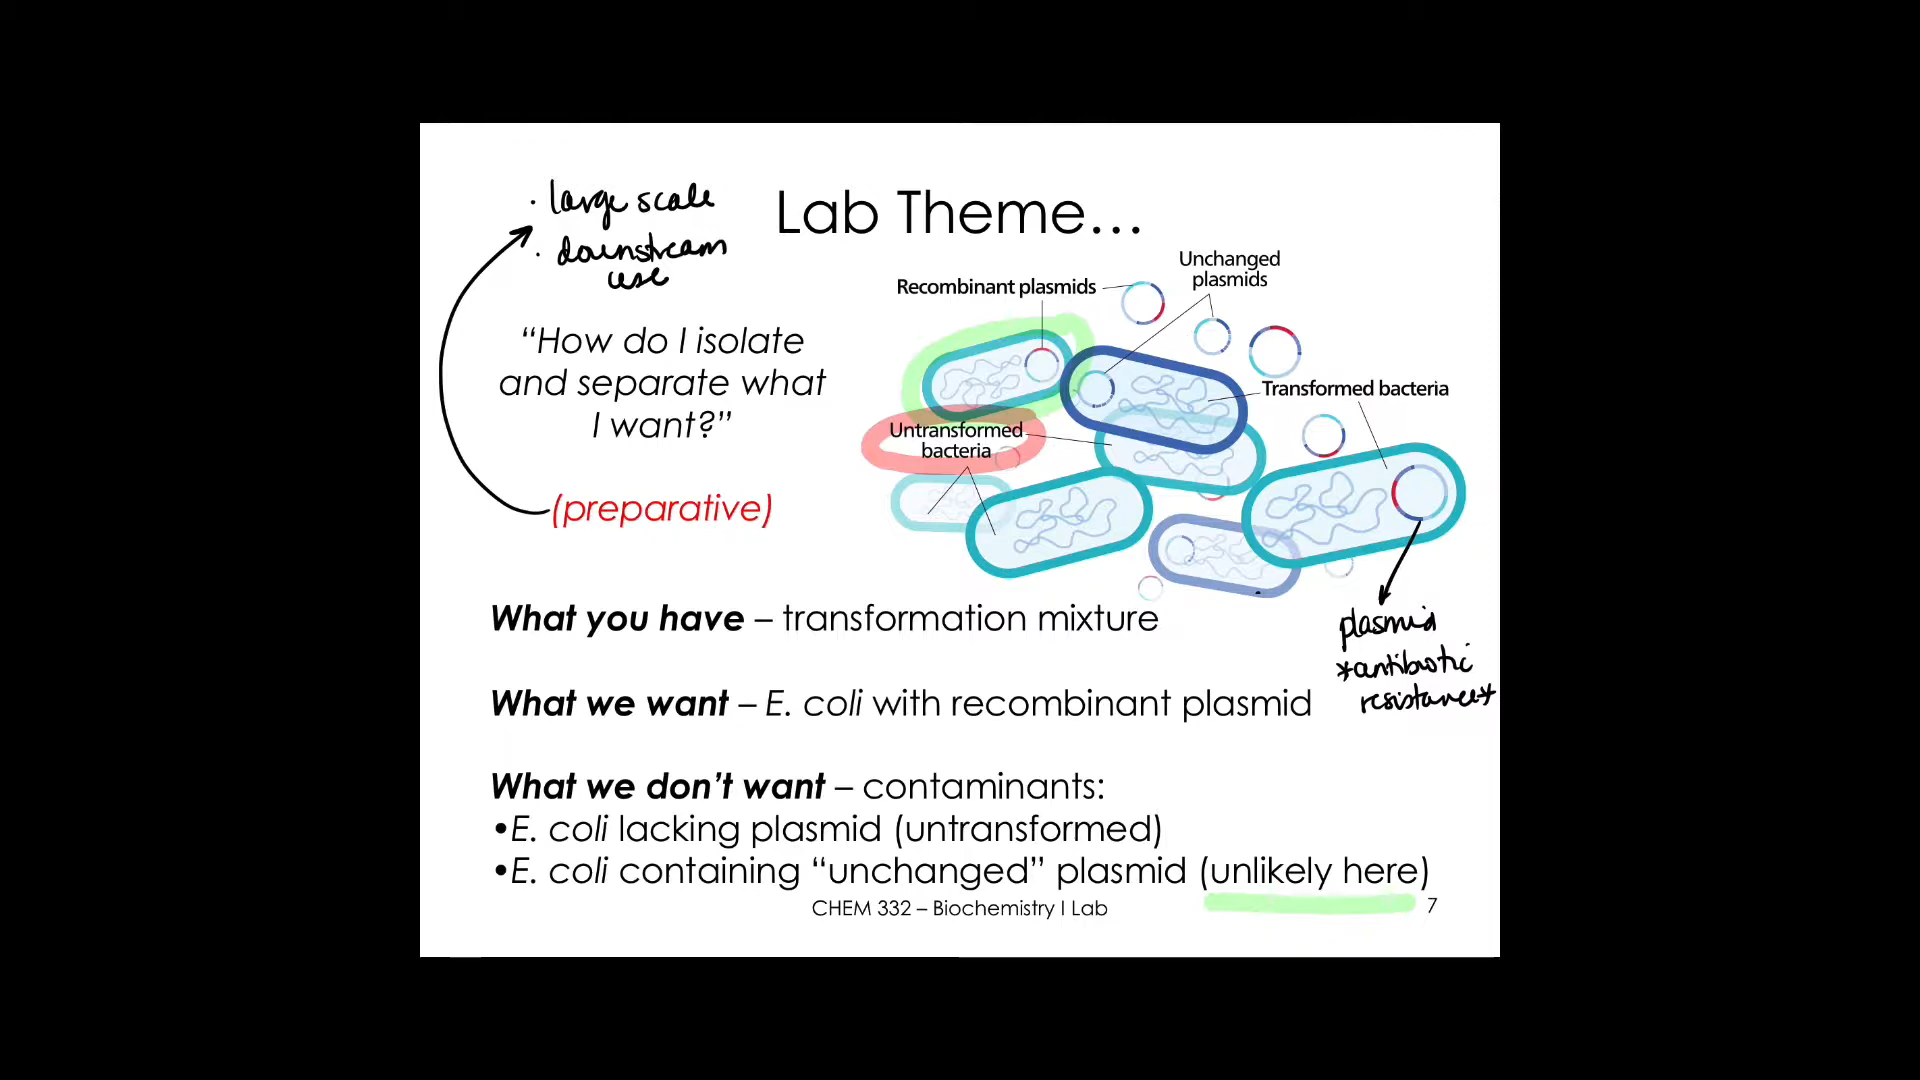 · large scale
· downstream
use
Lab Theme…
Unchanged
plasmids
Recombinant plasmids
“How do I isolate
and separate what
I want?”
Transformed bacteria
Untransformed
bacteria
(preparative)
What you have – transformation mixture
plasmid
*antibiotic
resistance*
What we want – E. coli with recombinant plasmid
What we don’t want – contaminants:
•E. coli lacking plasmid (untransformed)
•E. coli containing “unchanged” plasmid (unlikely here)
CHEM 332 – Biochemistry I Lab
7